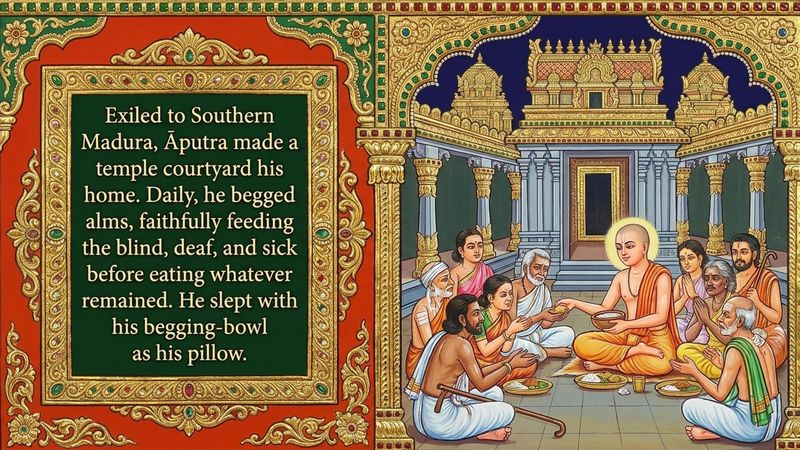 Exiled to Southern
Madura, Āputra made a
temple courtyard his
home. Daily, he begged
alms, faithfully feeding
the blind, deaf, and sick
before eating whatever
remained. He slept with
his begging-bowl
as his pillow.